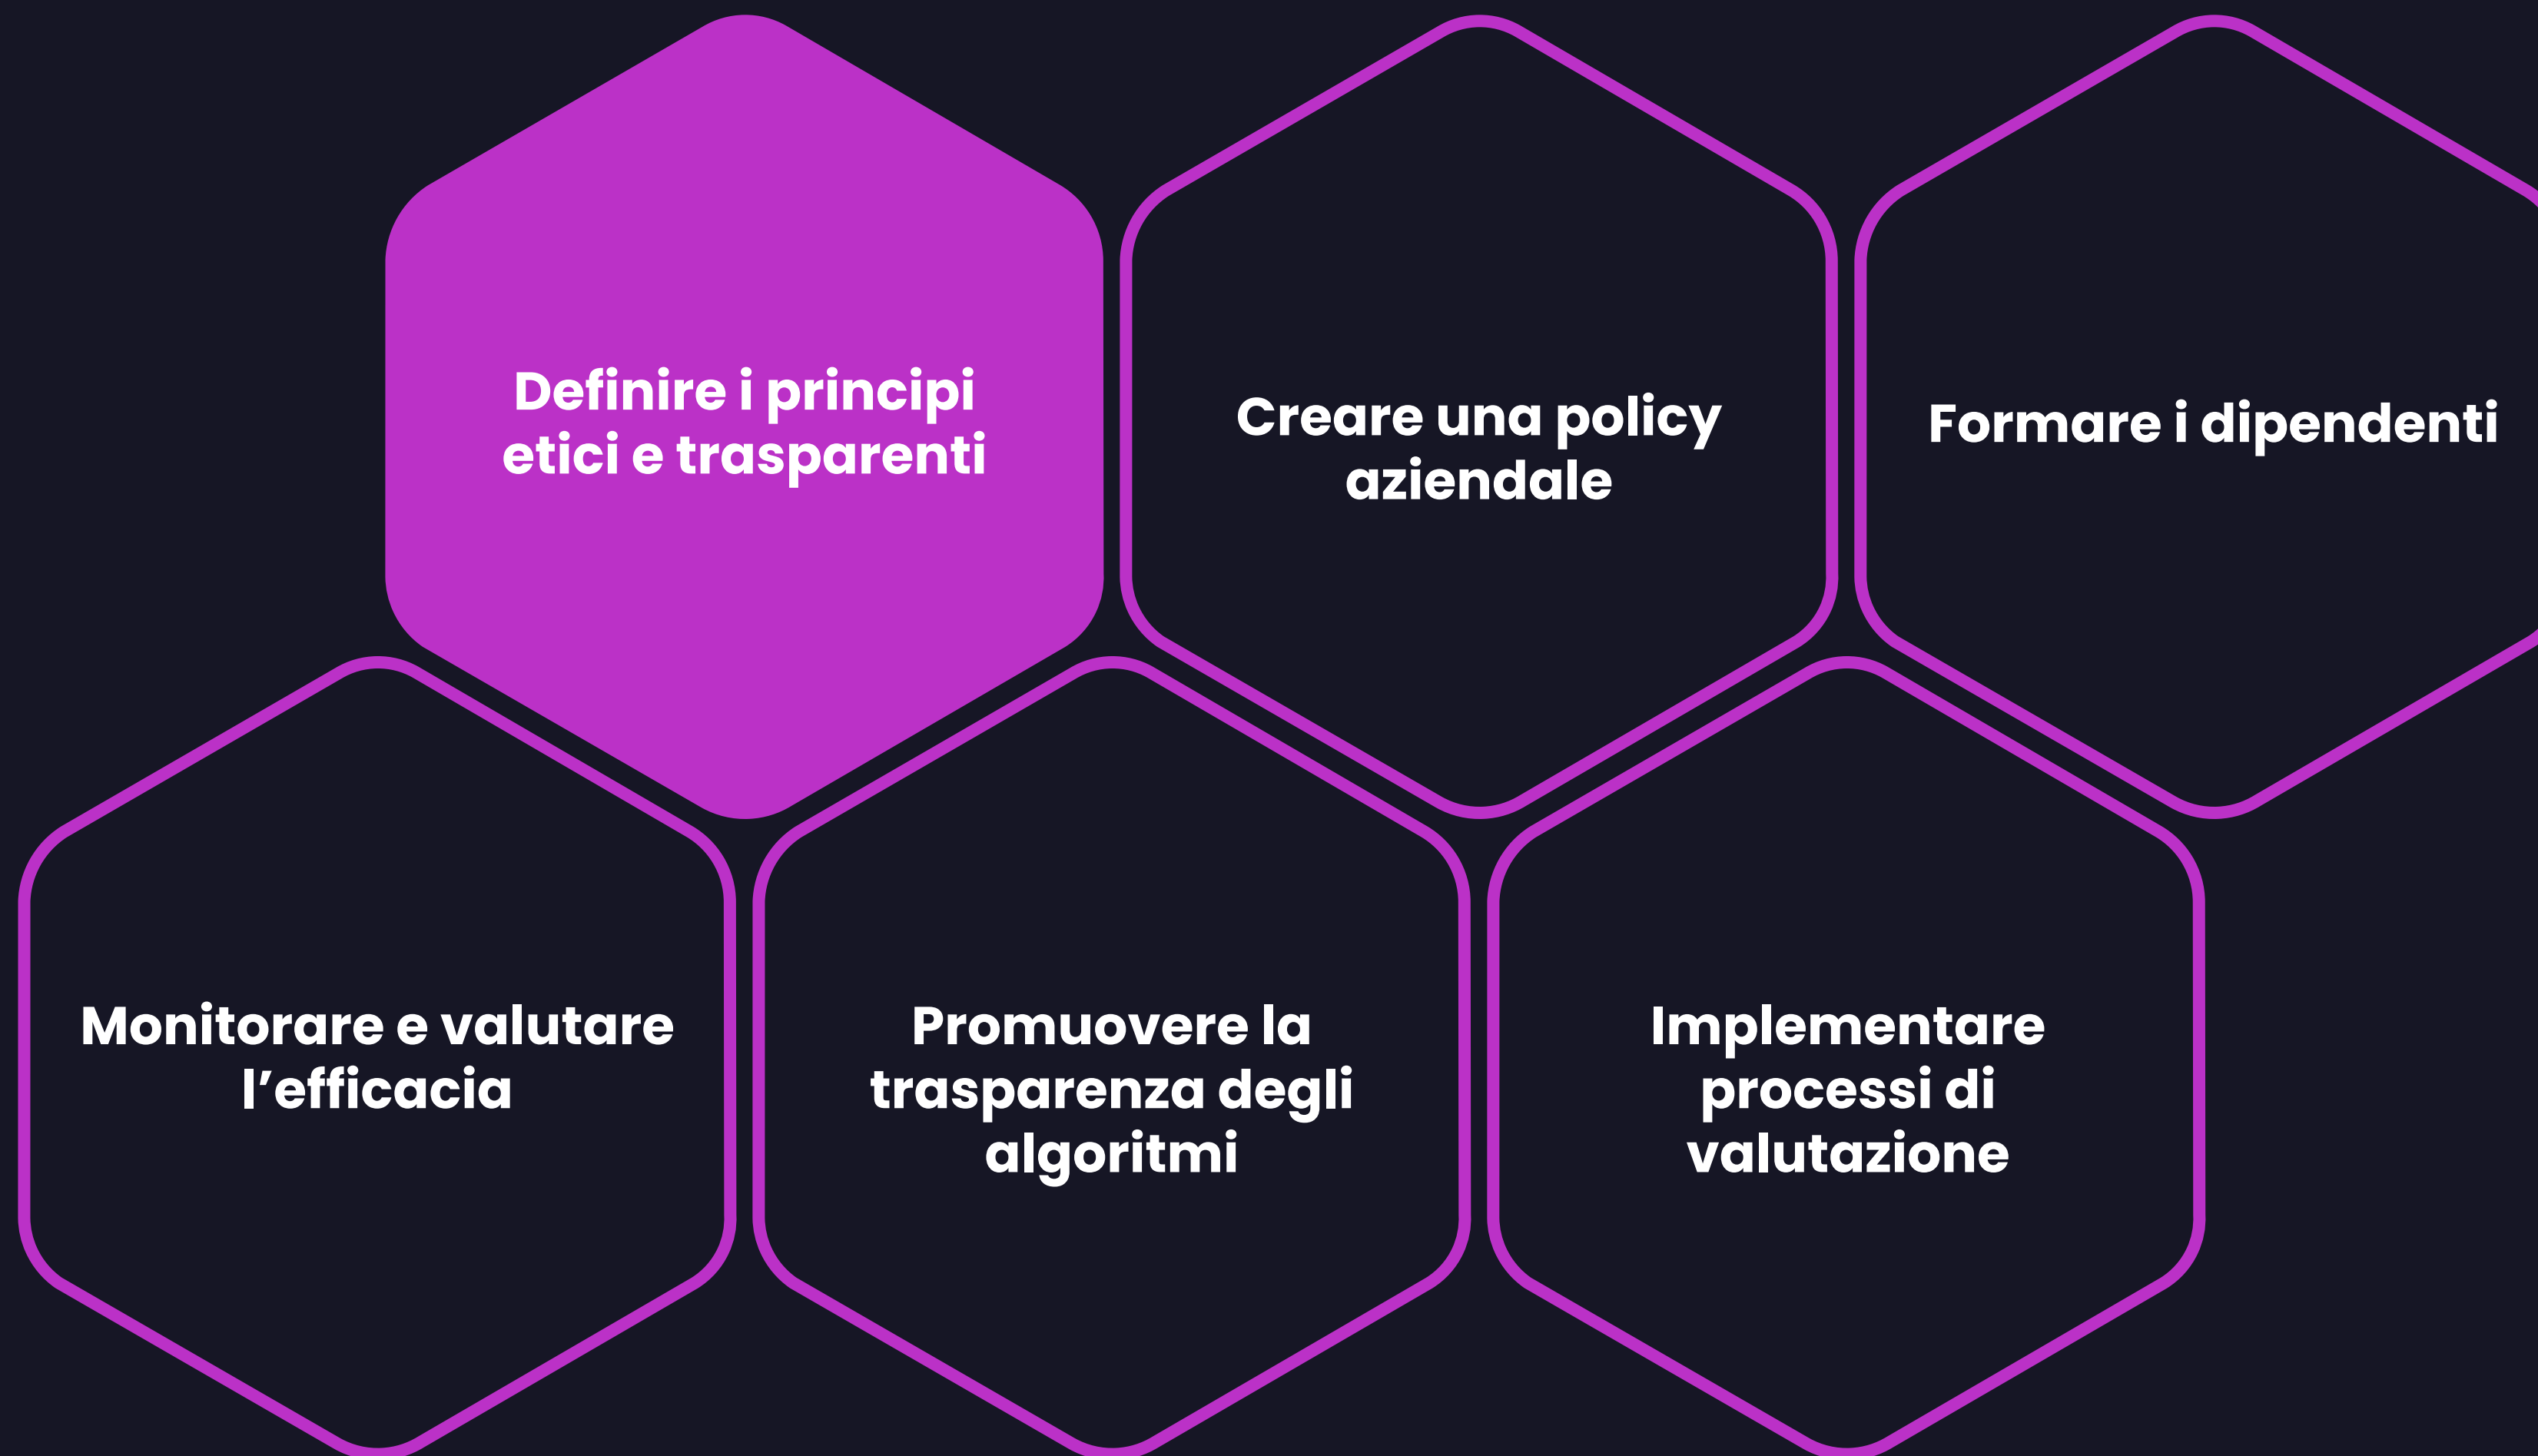 Definire i principi
etici e trasparenti
Creare una policy
aziendale
Formare i dipendenti
Monitorare e valutare
l’efficacia
Promuovere la
trasparenza degli
algoritmi
Implementare
processi di
valutazione